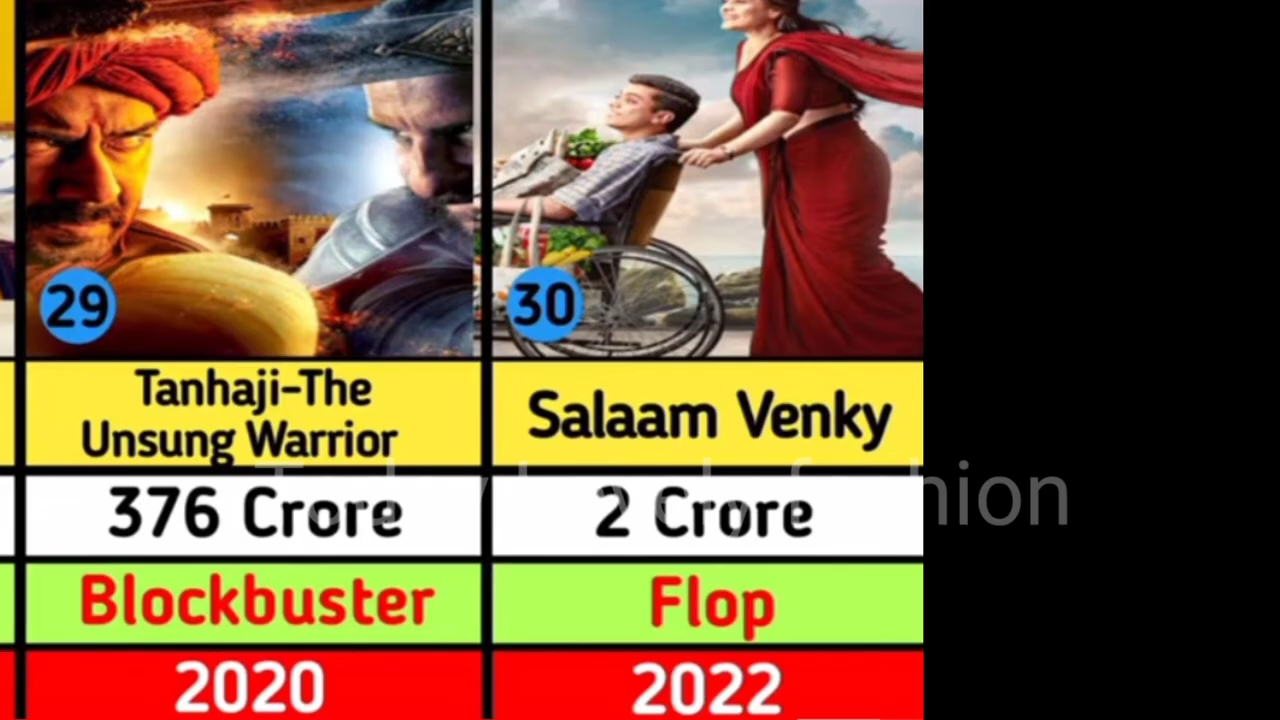 29
30
Tanhaji-The
Unsung Warrior
Salaam Venky
376 Crore
2 Crore
Blockbuster
Flop
2020
2022